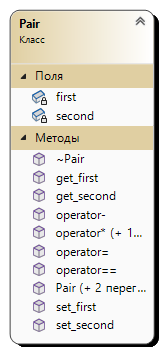 Pair
Класс
Поля
first
second
Методы
~Pair
get_first
get_second
operator-
operator* (+ 1...
operator=
operator==
Pair (+ 2 перег...
set_first
set_second